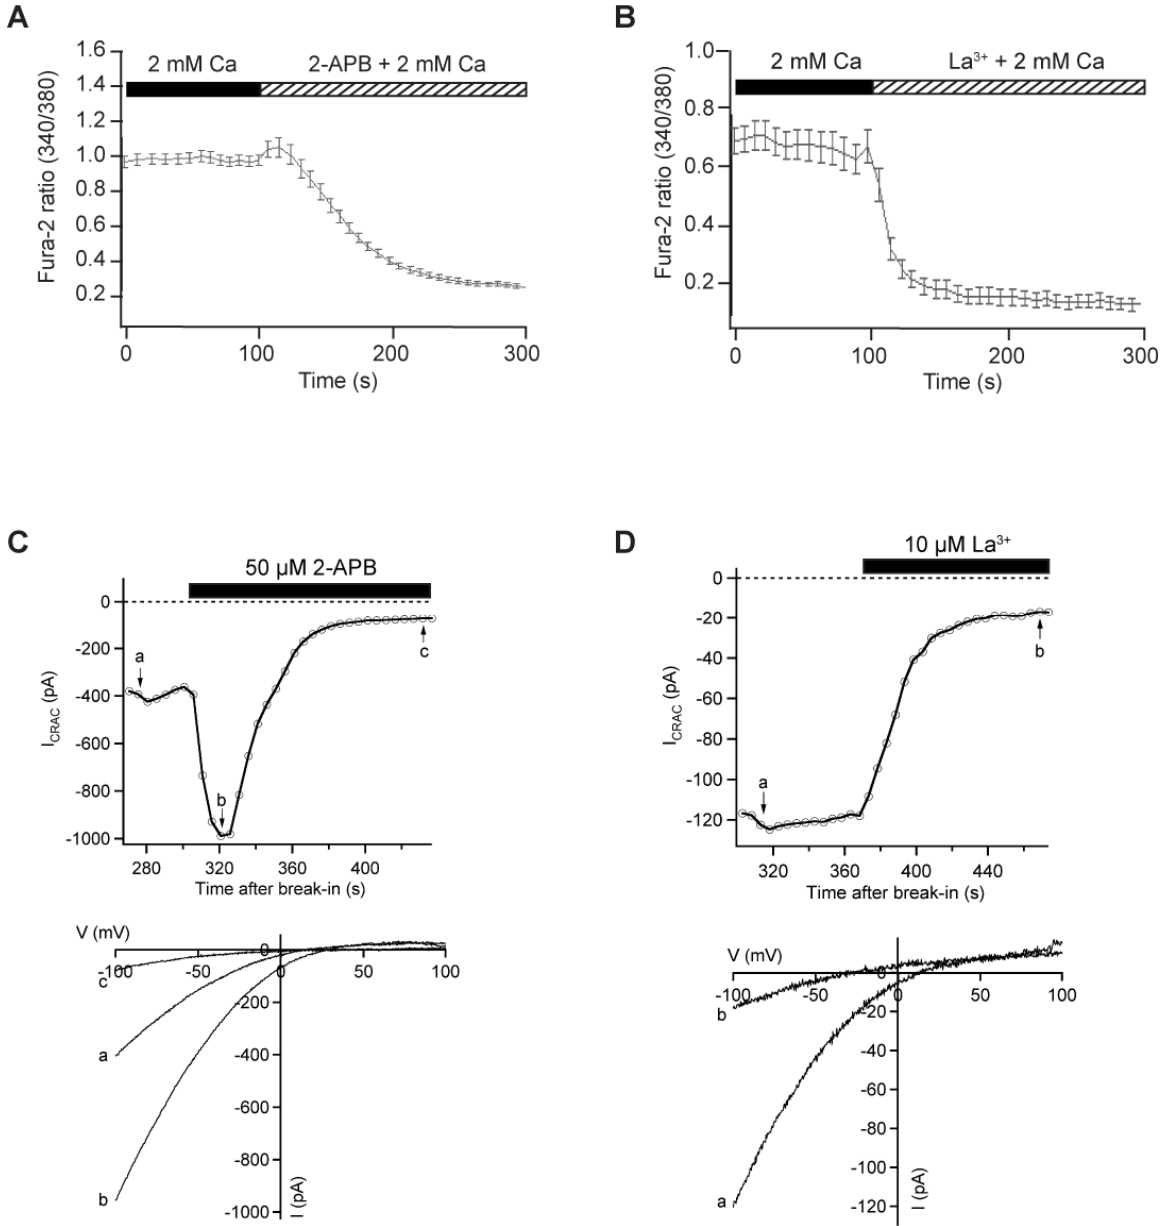 A
1.6
1.4
1.2
1.0
0.8
0.6
0.4
0.2
Fura-2 ratio (340/380)
2 mM Ca
2-APB + 2 mM Ca
0
100
200
300
Time (s)
B
1.0
0.8
0.6
0.4
0.2
Fura-2 ratio (340/380)
2 mM Ca
La³⁺ + 2 mM Ca
0
100
200
300
Time (s)
C
50 µM 2-APB
0
-200
-400
-600
-800
-1000
I_CRAC (pA)
a
b
c
280
320
360
400
Time after break-in (s)
V (mV)
-100
-50
0
0
50
100
-200
-400
-600
-800
-1000
I (pA)
c
a
b
D
10 µM La³⁺
0
-20
-40
-60
-80
-100
-120
I_CRAC (pA)
a
b
320
360
400
440
Time after break-in (s)
V (mV)
-100
-50
0
0
50
100
-20
-40
-60
-80
-100
-120
I (pA)
b
a